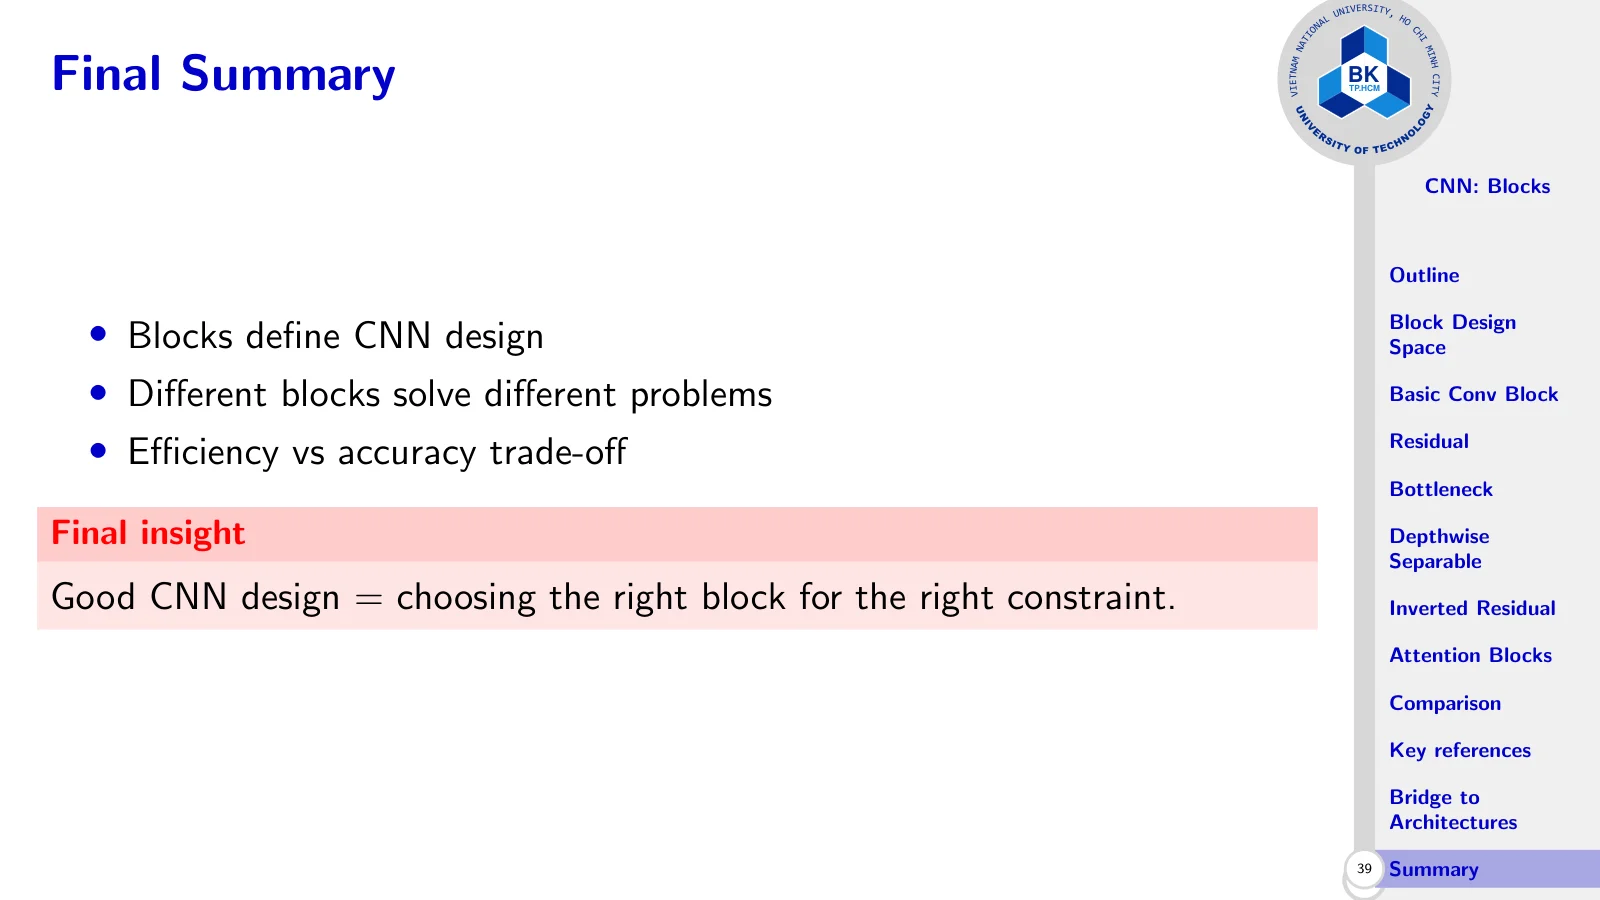 Final Summary
Blocks define CNN design
Different blocks solve different problems
Efficiency vs accuracy trade-off
Final insight
Good CNN design = choosing the right block for the right constraint.
VIETNAM NATIONAL UNIVERSITY, HO CHI MINH CITY
BK
TP.HCM
UNIVERSITY OF TECHNOLOGY
CNN: Blocks
Outline
Block Design
Space
Basic Conv Block
Residual
Bottleneck
Depthwise
Separable
Inverted Residual
Attention Blocks
Comparison
Key references
Bridge to
Architectures
Summary
39